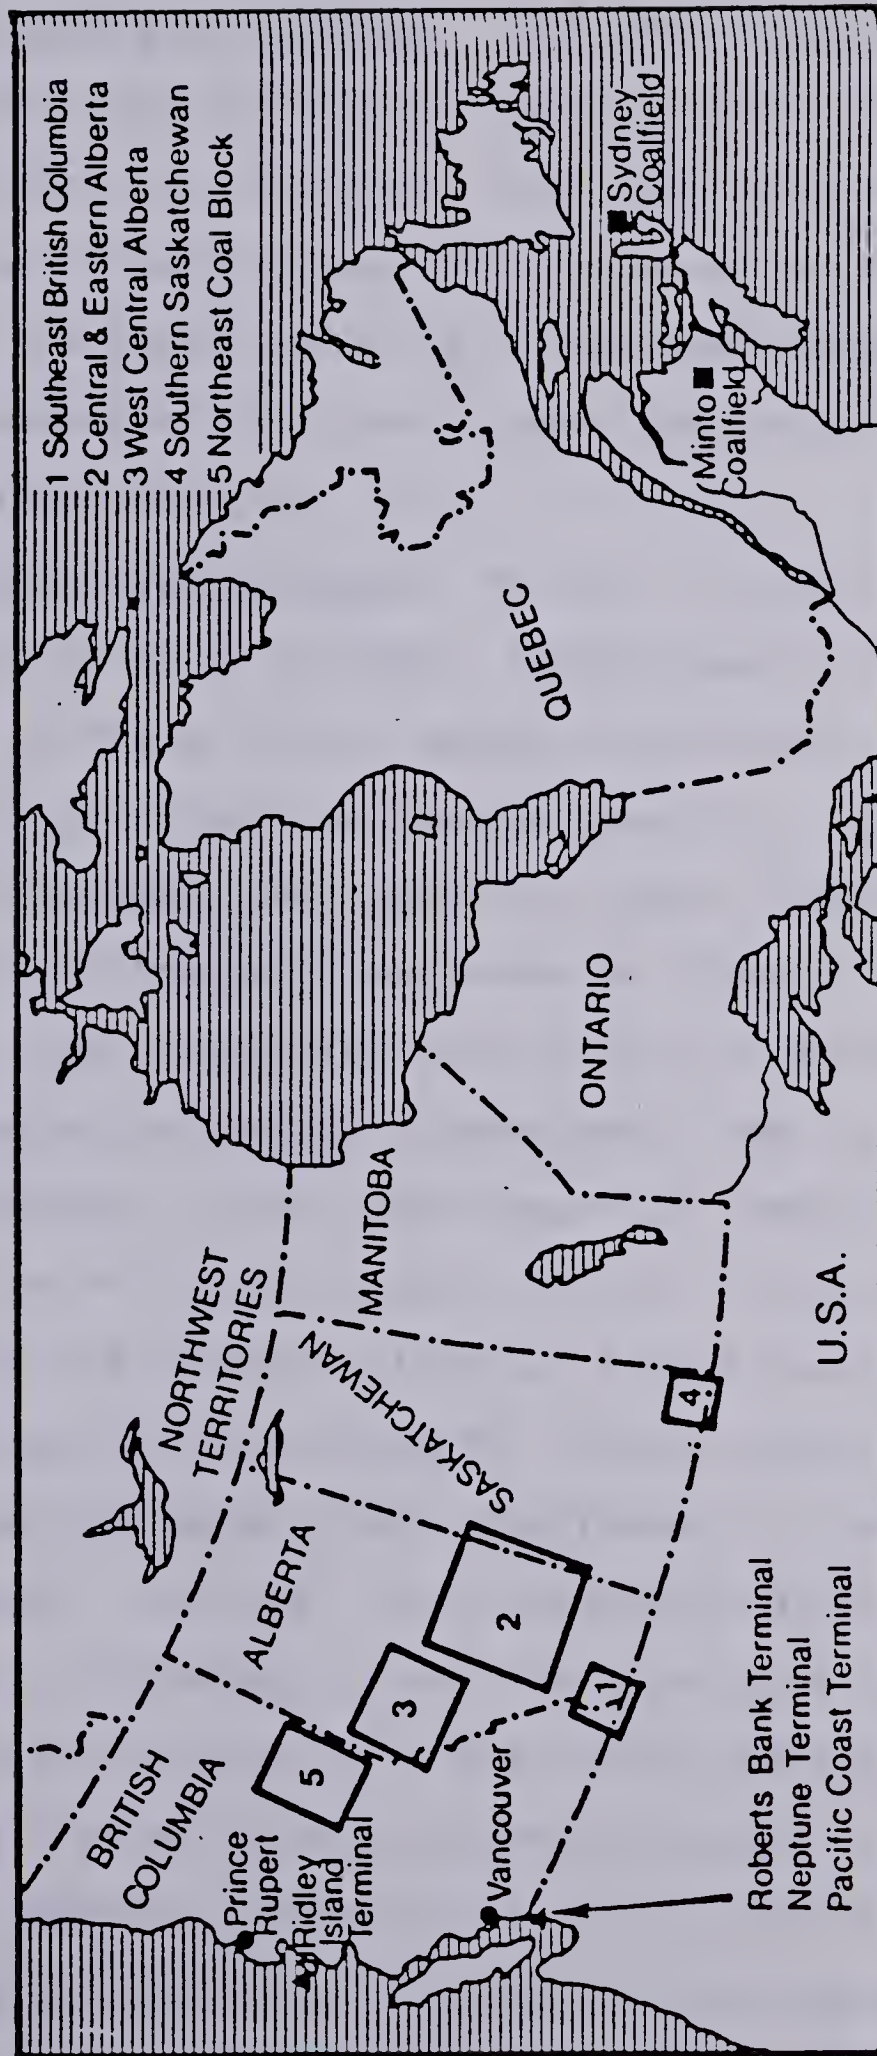 1 Southeast British Columbia
2 Central & Eastern Alberta
3 West Central Alberta
4 Southern Saskatchewan
5 Northeast Coal Block
NORTHWEST
TERRITORIES
BRITISH
COLUMBIA
ALBERTA
SASKATCHEWAN
MANITOBA
ONTARIO
QUEBEC
Prince
Rupert
Ridley
Island
Terminal
Vancouver
5
3
2
1
4
Sydney
Coalfield
Minto
Coalfield
U.S.A.
Roberts Bank Terminal
Neptune Terminal
Pacific Coast Terminal